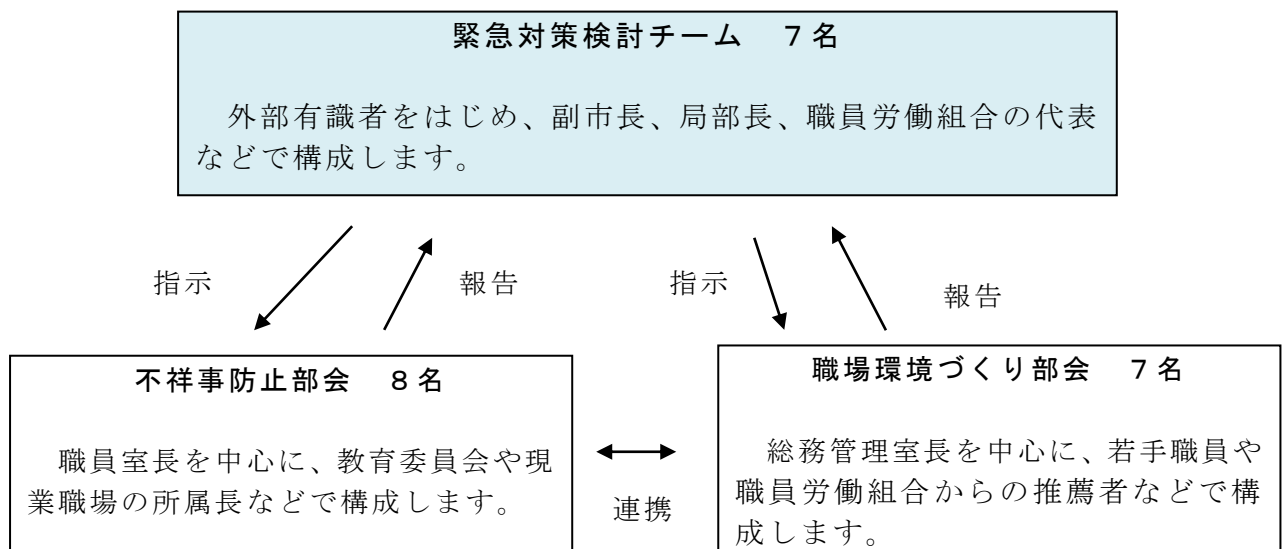 緊急対策検討チーム　７名
外部有識者をはじめ、副市長、局部長、職員労働組合の代表
などで構成します。
指示
報告
指示
報告
不祥事防止部会　８名
職員室長を中心に、教育委員会や現
業職場の所属長などで構成します。
連携
職場環境づくり部会　７名
総務管理室長を中心に、若手職員や
職員労働組合からの推薦者などで構
成します。